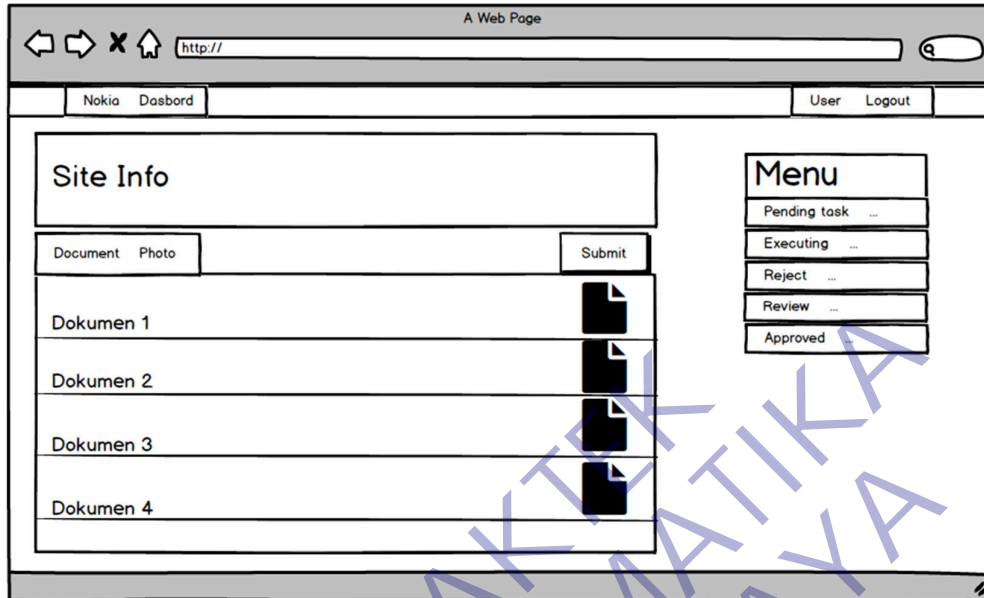 A Web Page
http://
Nokia Dasbord
User Logout
Site Info
Document Photo
Submit
Dokumen 1
Dokumen 2
Dokumen 3
Dokumen 4
Menu
Pending task ...
Executing ...
Reject ...
Review ...
Approved ...